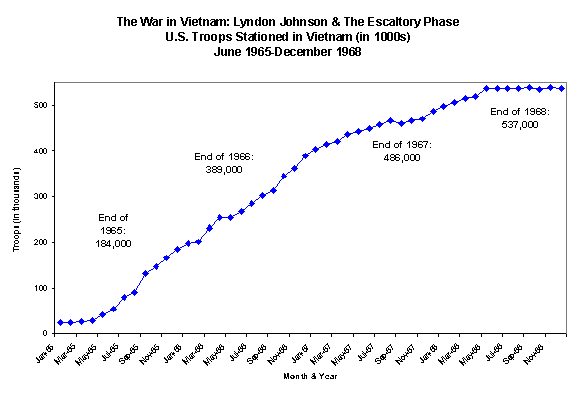 The War in Vietnam: Lyndon Johnson & The Escaltory Phase
U.S. Troops Stationed in Vietnam (in 1000s)
June 1965-December 1968
Troops (in thousands)
500
400
300
200
100
0
End of
1965:
184,000
End of 1966:
389,000
End of 1967:
486,000
End of 1968:
537,000
Jan-65
Mar-65
May-65
Jul-65
Sep-65
Nov-65
Jan-66
Mar-66
May-66
Jul-66
Sep-66
Nov-66
Jan-67
Mar-67
May-67
Jul-67
Sep-67
Nov-67
Jan-68
Mar-68
May-68
Jul-68
Sep-68
Nov-68
Month & Year